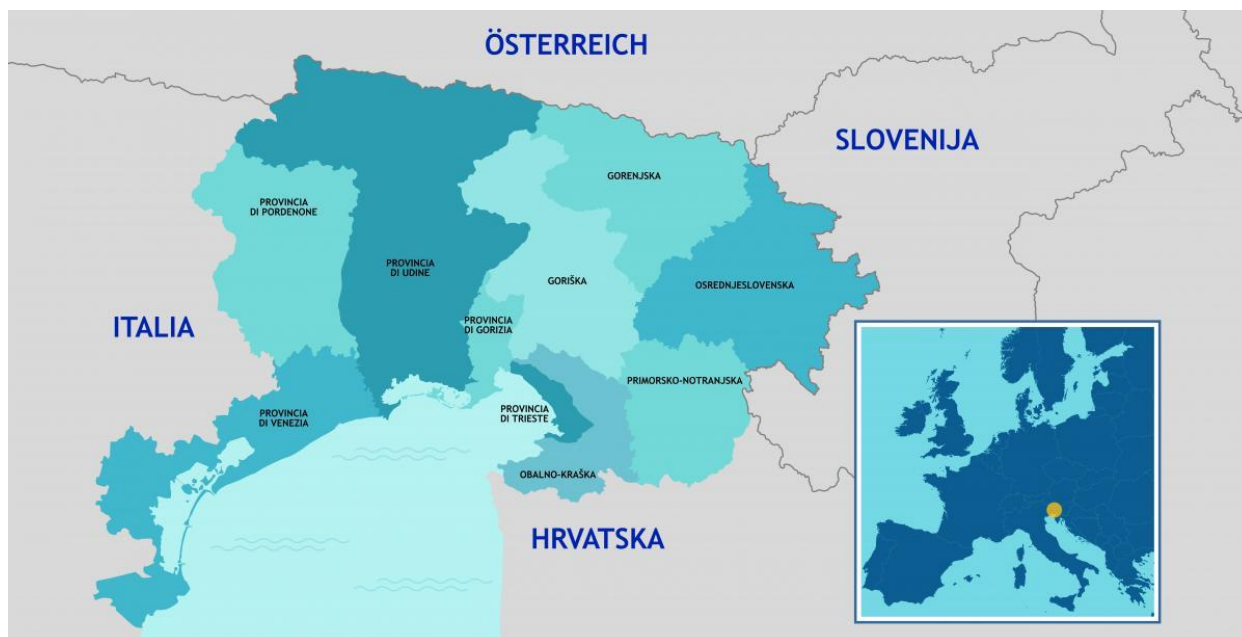 ÖSTERREICH
SLOVENIJA
GORENJSKA
PROVINCIA
DI PORDENONE
PROVINCIA
DI UDINE
GORIŠKA
OSREDNJESLOVENSKA
ITALIA
PROVINCIA
DI GORIZIA
PRIMORSKO-NOTRANJSKA
PROVINCIA
DI VENEZIA
PROVINCIA
DI TRIESTE
OBALNO-KRAŠKA
HRVATSKA